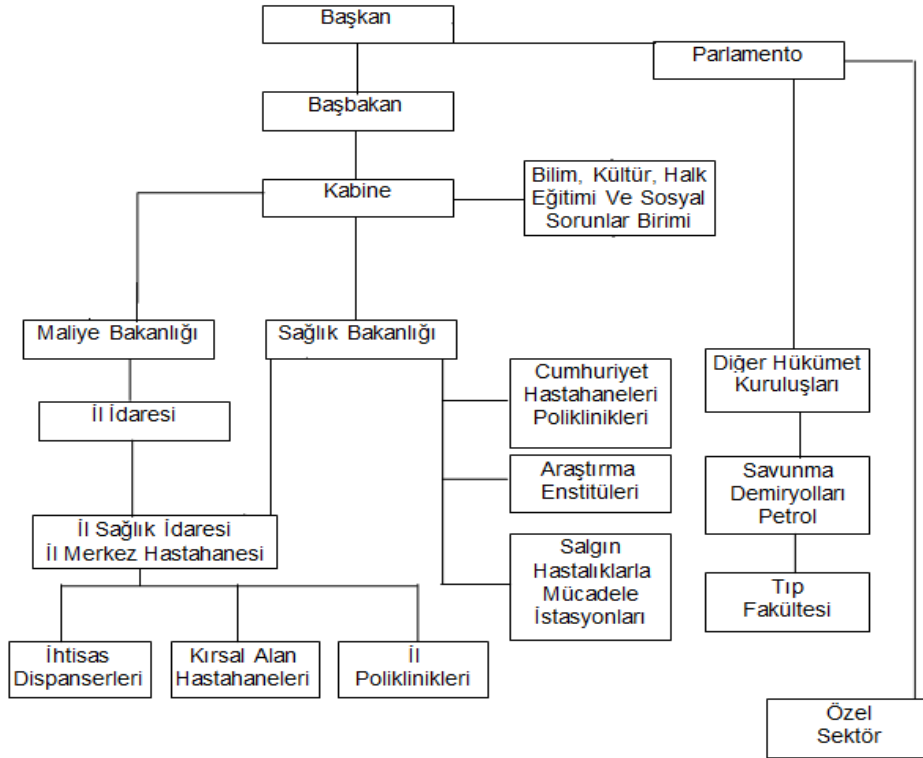 Başkan
Parlamento
Başbakan
Kabine
Bilim, Kültür, Halk
Eğitimi Ve Sosyal
Sorunlar Birimi
Maliye Bakanlığı
Sağlık Bakanlığı
Cumhuriyet
Hastahaneleri
Poliklinikleri
Diğer Hükümet
Kuruluşları
İl İdaresi
Araştırma
Enstitüleri
Savunma
Demiryolları
Petrol
İl Sağlık İdaresi
İl Merkez Hastahanesi
Salgın
Hastalıklarla
Mücadele
İstasyonları
Tıp
Fakültesi
İhtisas
Dispanserleri
Kırsal Alan
Hastahaneleri
İl
Poliklinikleri
Özel
Sektör